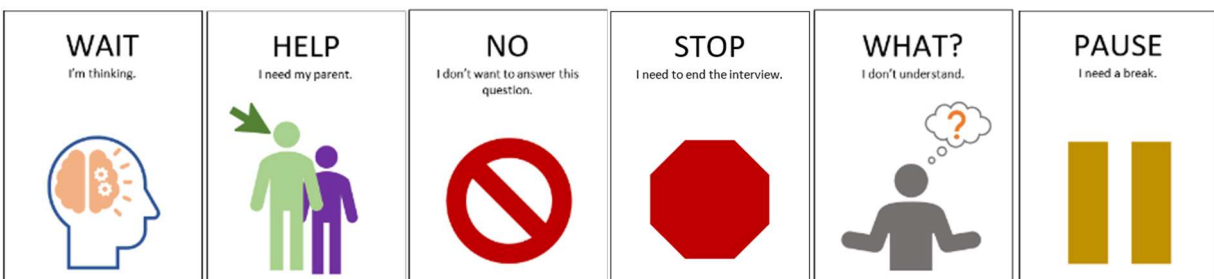 WAIT
I'm thinking.
HELP
I need my parent.
NO
I don't want to answer this
question.
STOP
I need to end the interview.
WHAT?
I don't understand.
?
PAUSE
I need a break.